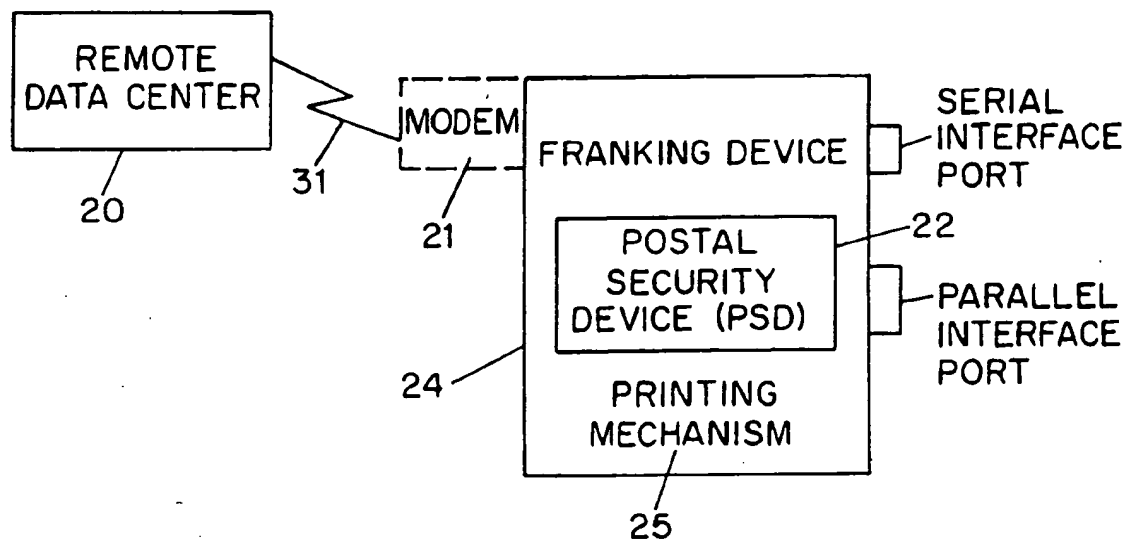 REMOTE
DATA CENTER
20
31
MODEM
21
FRANKING DEVICE
POSTAL
SECURITY
DEVICE (PSD)
22
24
PRINTING
MECHANISM
25
SERIAL
INTERFACE
PORT
PARALLEL
INTERFACE
PORT